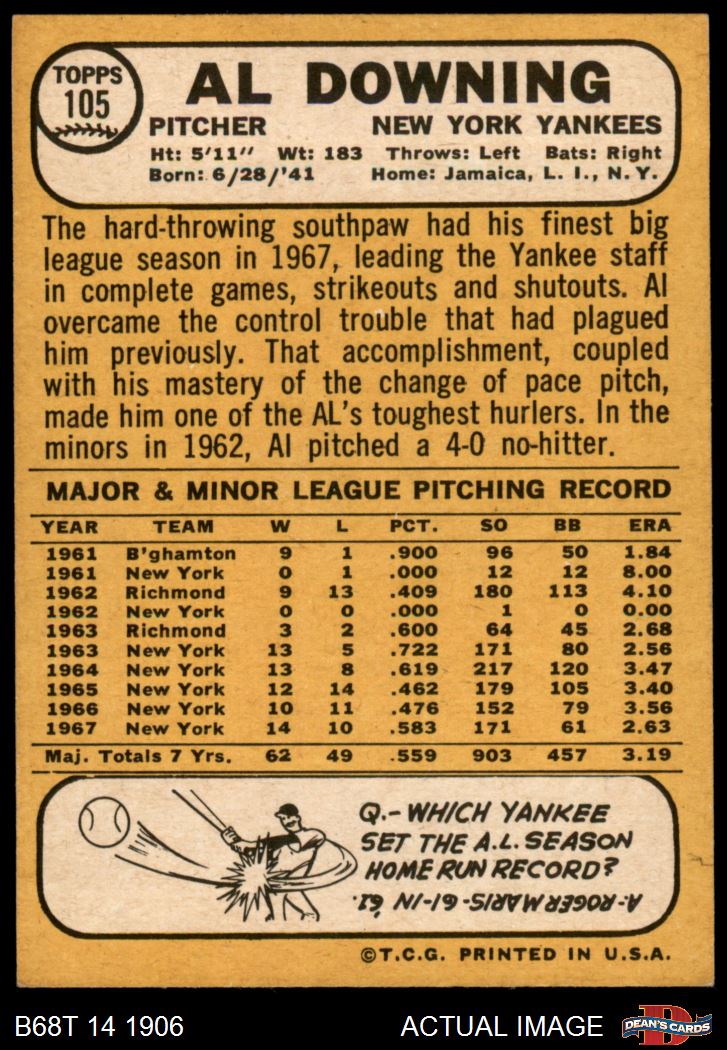 TOPPS
105
AL DOWNING
PITCHER NEW YORK YANKEES
Ht: 5'11" Wt: 183 Throws: Left Bats: Right
Born: 6/28/'41 Home: Jamaica, L. I., N. Y.
The hard-throwing southpaw had his finest big
league season in 1967, leading the Yankee staff
in complete games, strikeouts and shutouts. Al
overcame the control trouble that had plagued
him previously. That accomplishment, coupled
with his mastery of the change of pace pitch,
made him one of the AL's toughest hurlers. In the
minors in 1962, Al pitched a 4-0 no-hitter.
MAJOR & MINOR LEAGUE PITCHING RECORD
YEAR TEAM W L PCT. SO BB ERA
1961 B'ghamton 9 1 .900 96 50 1.84
1961 New York 0 1 .000 12 12 8.00
1962 Richmond 9 13 .409 180 113 4.10
1962 New York 0 0 .000 1 0 0.00
1963 Richmond 3 2 .600 64 45 2.68
1963 New York 13 5 .722 171 80 2.56
1964 New York 13 8 .619 217 120 3.47
1965 New York 12 14 .462 179 105 3.40
1966 New York 10 11 .476 152 79 3.56
1967 New York 14 10 .583 171 61 2.63
Maj. Totals 7 Yrs. 62 49 .559 903 457 3.19
Q.- WHICH YANKEE
SET THE A.L. SEASON
HOME RUN RECORD?
A- ROGER MARIS - 61 - IN '61.
©T.C.G. PRINTED IN U.S.A.
B68T 14 1906 ACTUAL IMAGE
D
DEAN'S CARDS